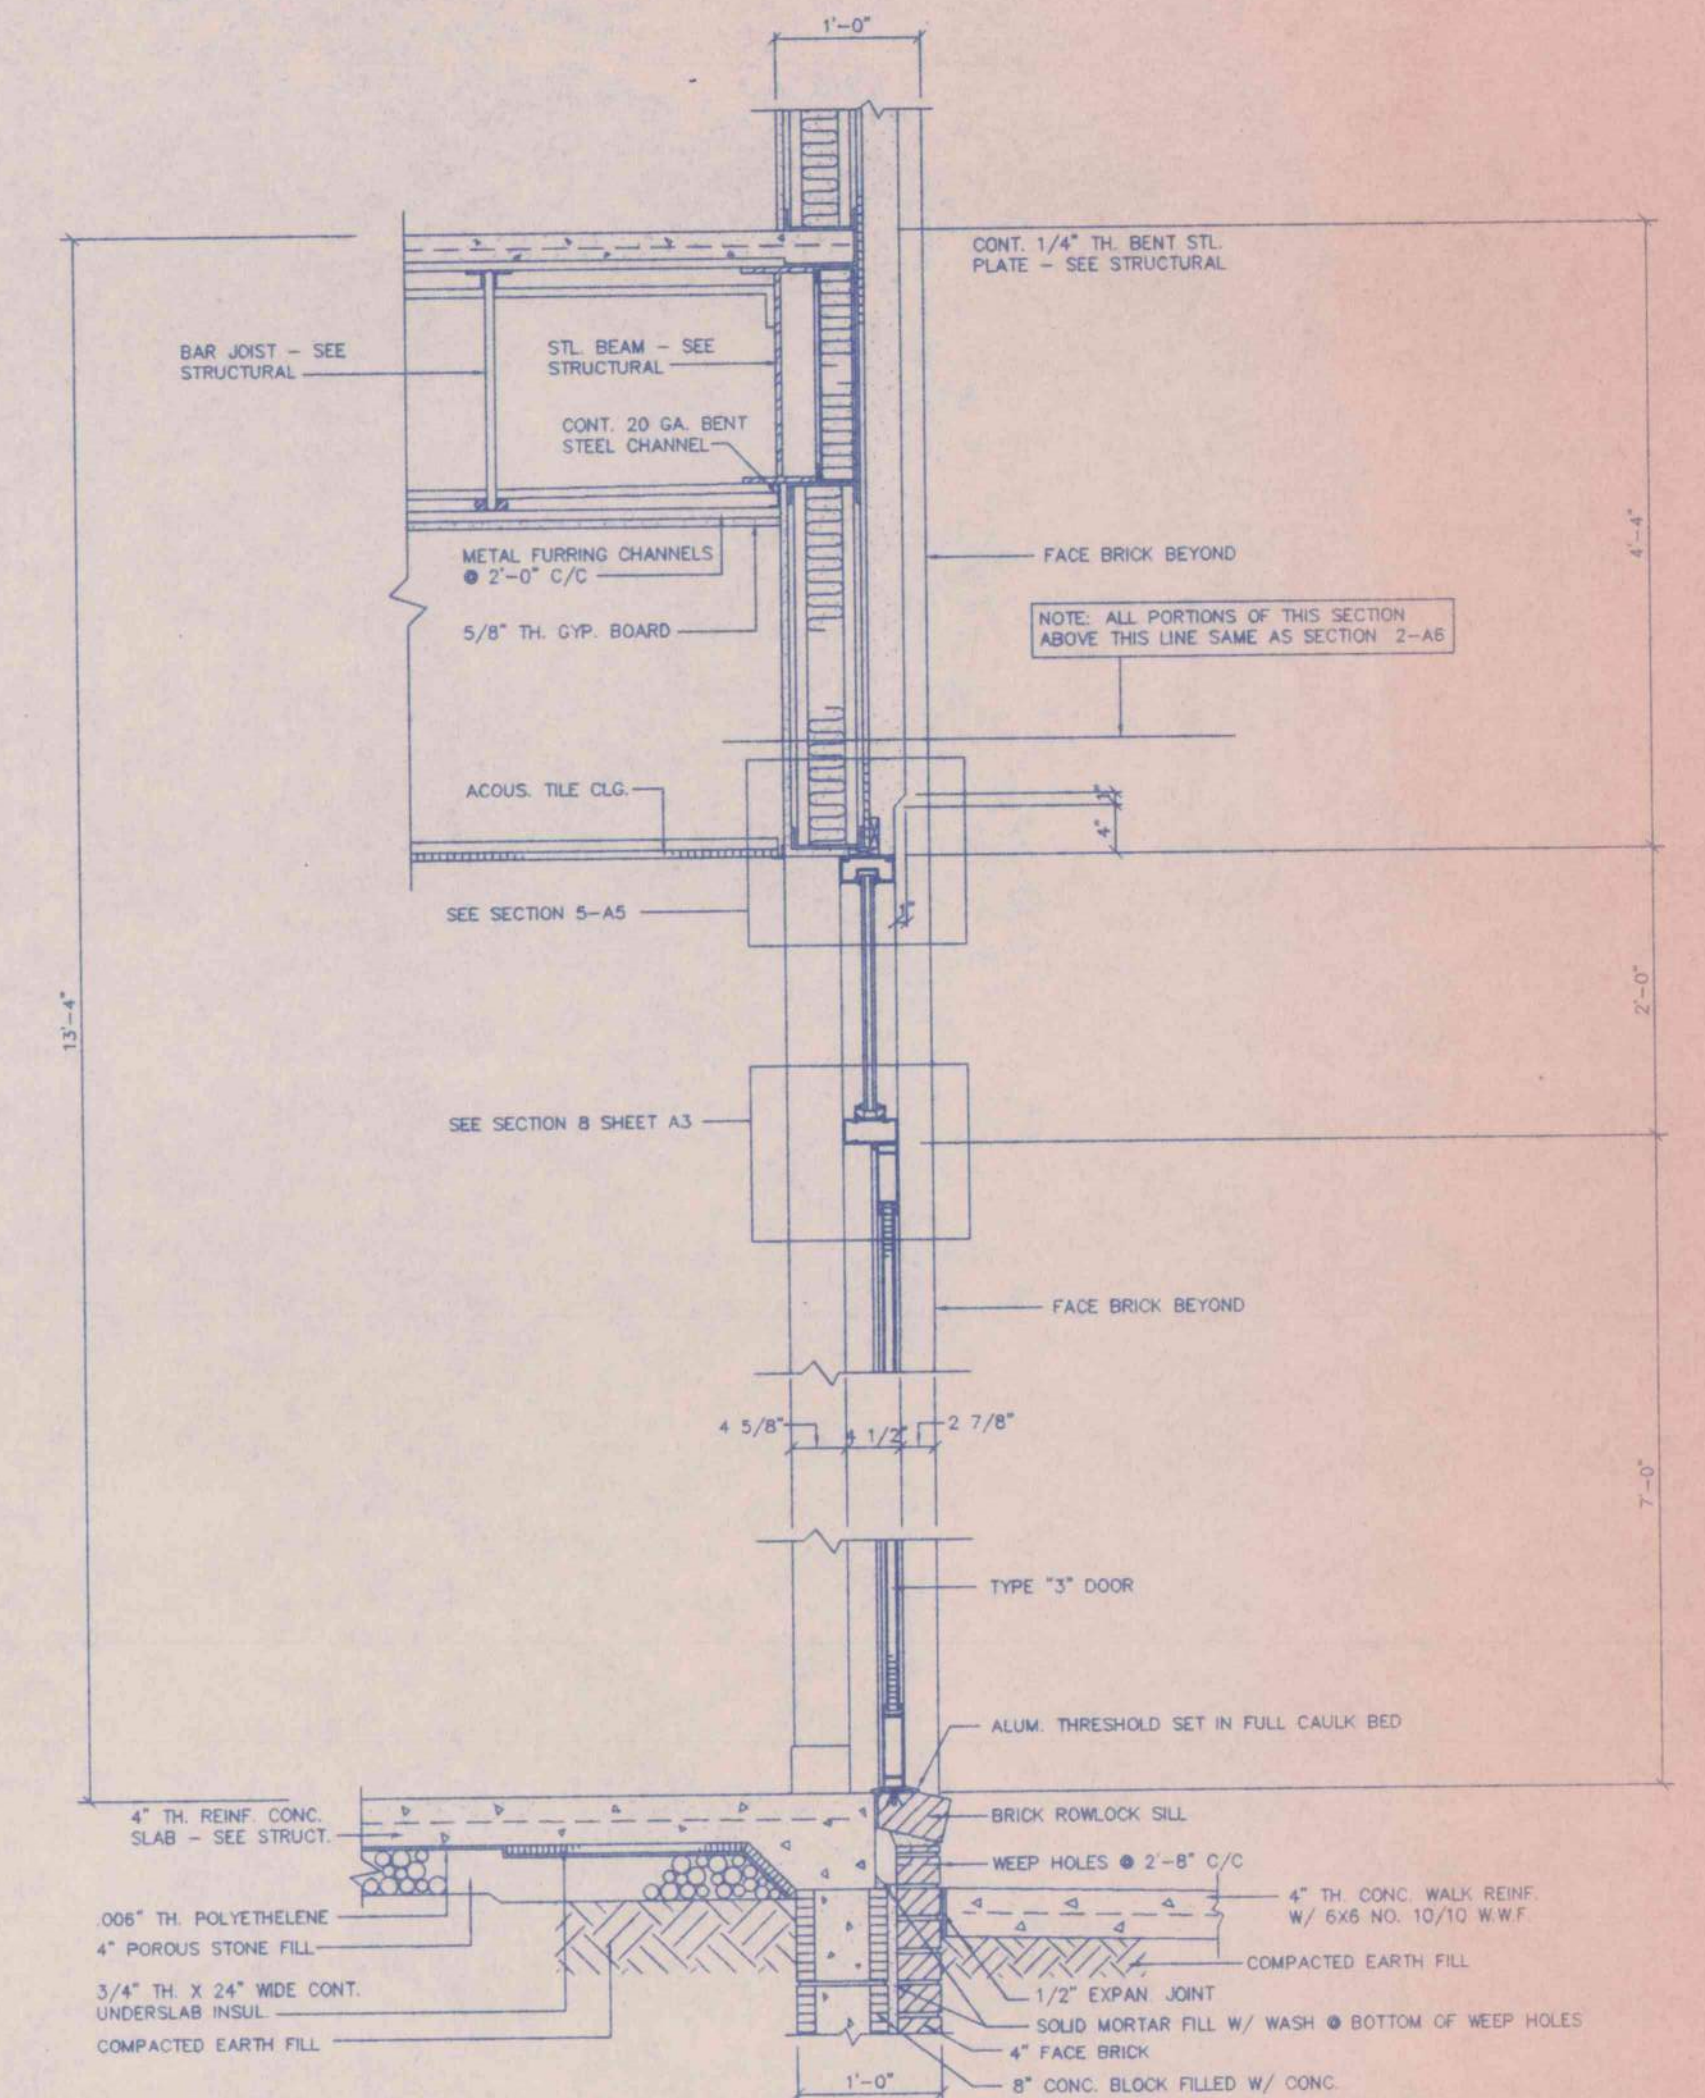 1'-0"
CONT. 1/4" TH. BENT STL.
PLATE - SEE STRUCTURAL
BAR JOIST - SEE
STRUCTURAL
STL. BEAM - SEE
STRUCTURAL
CONT. 20 GA. BENT
STEEL CHANNEL
METAL FURRING CHANNELS
@ 2'-0" C/C
5/8" TH. GYP. BOARD
FACE BRICK BEYOND
4'-4"
NOTE: ALL PORTIONS OF THIS SECTION
ABOVE THIS LINE SAME AS SECTION 2-A6
ACOUS. TILE CLG.
1"
4"
SEE SECTION 5-A5
1"
13'-4"
2'-0"
SEE SECTION 8 SHEET A3
FACE BRICK BEYOND
4 5/8"
4 1/2"
2 7/8"
7'-0"
TYPE "3" DOOR
ALUM. THRESHOLD SET IN FULL CAULK BED
4" TH. REINF. CONC.
SLAB - SEE STRUCT.
BRICK ROWLOCK SILL
WEEP HOLES @ 2'-8" C/C
4" TH. CONC. WALK REINF.
W/ 6X6 NO. 10/10 W.W.F.
.006" TH. POLYETHELENE
4" POROUS STONE FILL
COMPACTED EARTH FILL
3/4" TH. X 24" WIDE CONT.
UNDERSLAB INSUL.
1/2" EXPAN. JOINT
SOLID MORTAR FILL W/ WASH @ BOTTOM OF WEEP HOLES
COMPACTED EARTH FILL
4" FACE BRICK
1'-0"
8" CONC. BLOCK FILLED W/ CONC.